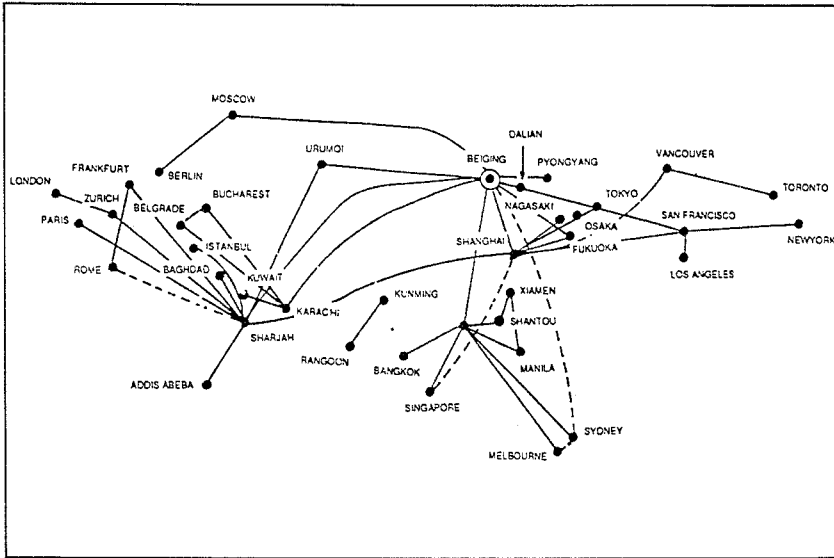 MOSCOW
DALIAN
URUMQI
BEIGING
PYONGYANG
VANCOUVER
FRANKFURT
BERLIN
LONDON
BUCHAREST
ZURICH
BELGRADE
NAGASAKI
TOKYO
TORONTO
PARIS
OSAKA
SAN FRANCISCO
NEWYORK
ISTANBUL
SHANGHAI
FUKUOKA
ROME
BAGHDAD
KUWAIT
LOS ANGELES
XIAMEN
KUNMING
KARACHI
SHANTOU
SHARJAH
RANGOON
BANGKOK
MANILA
ADDIS ABEBA
SINGAPORE
SYDNEY
MELBOURNE